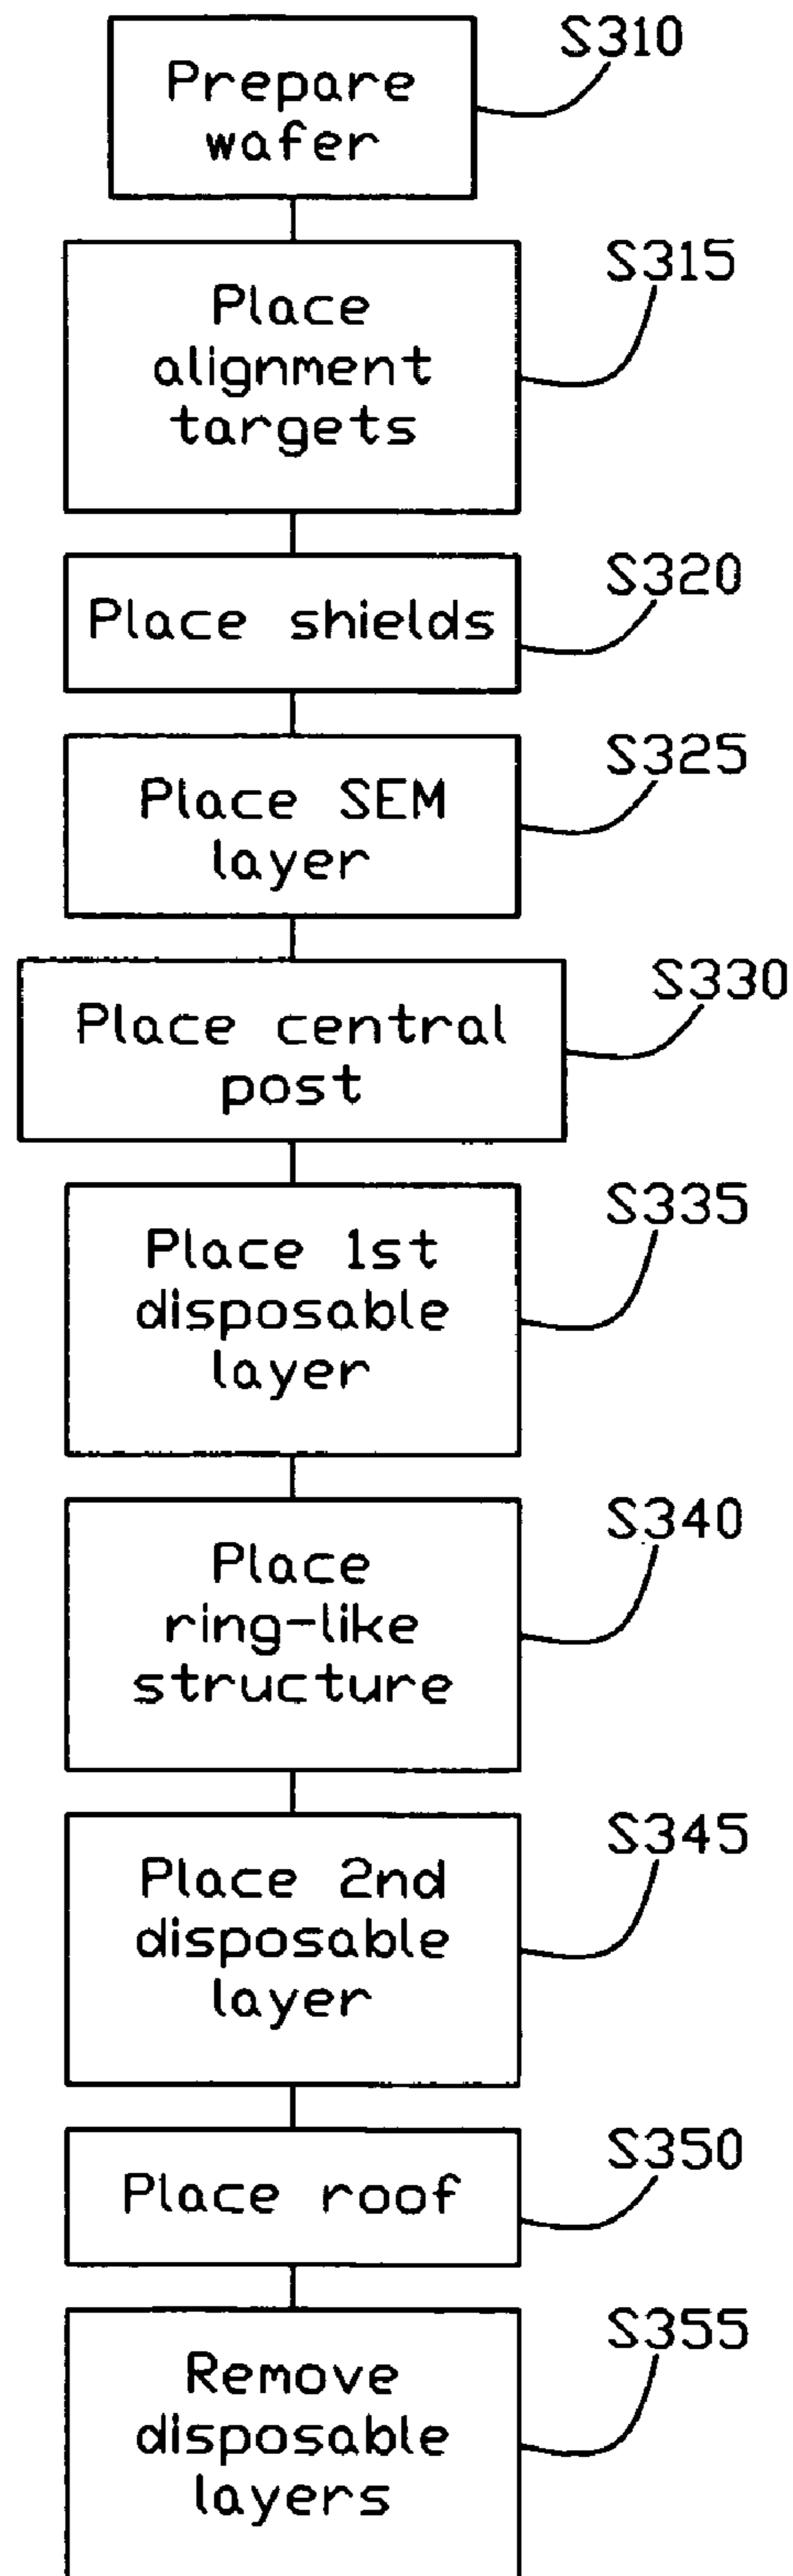 Prepare
wafer
S310
Place
alignment
targets
S315
Place shields
S320
Place SEM
layer
S325
Place central
post
S330
Place 1st
disposable
layer
S335
Place
ring-like
structure
S340
Place 2nd
disposable
layer
S345
Place roof
S350
Remove
disposable
layers
S355